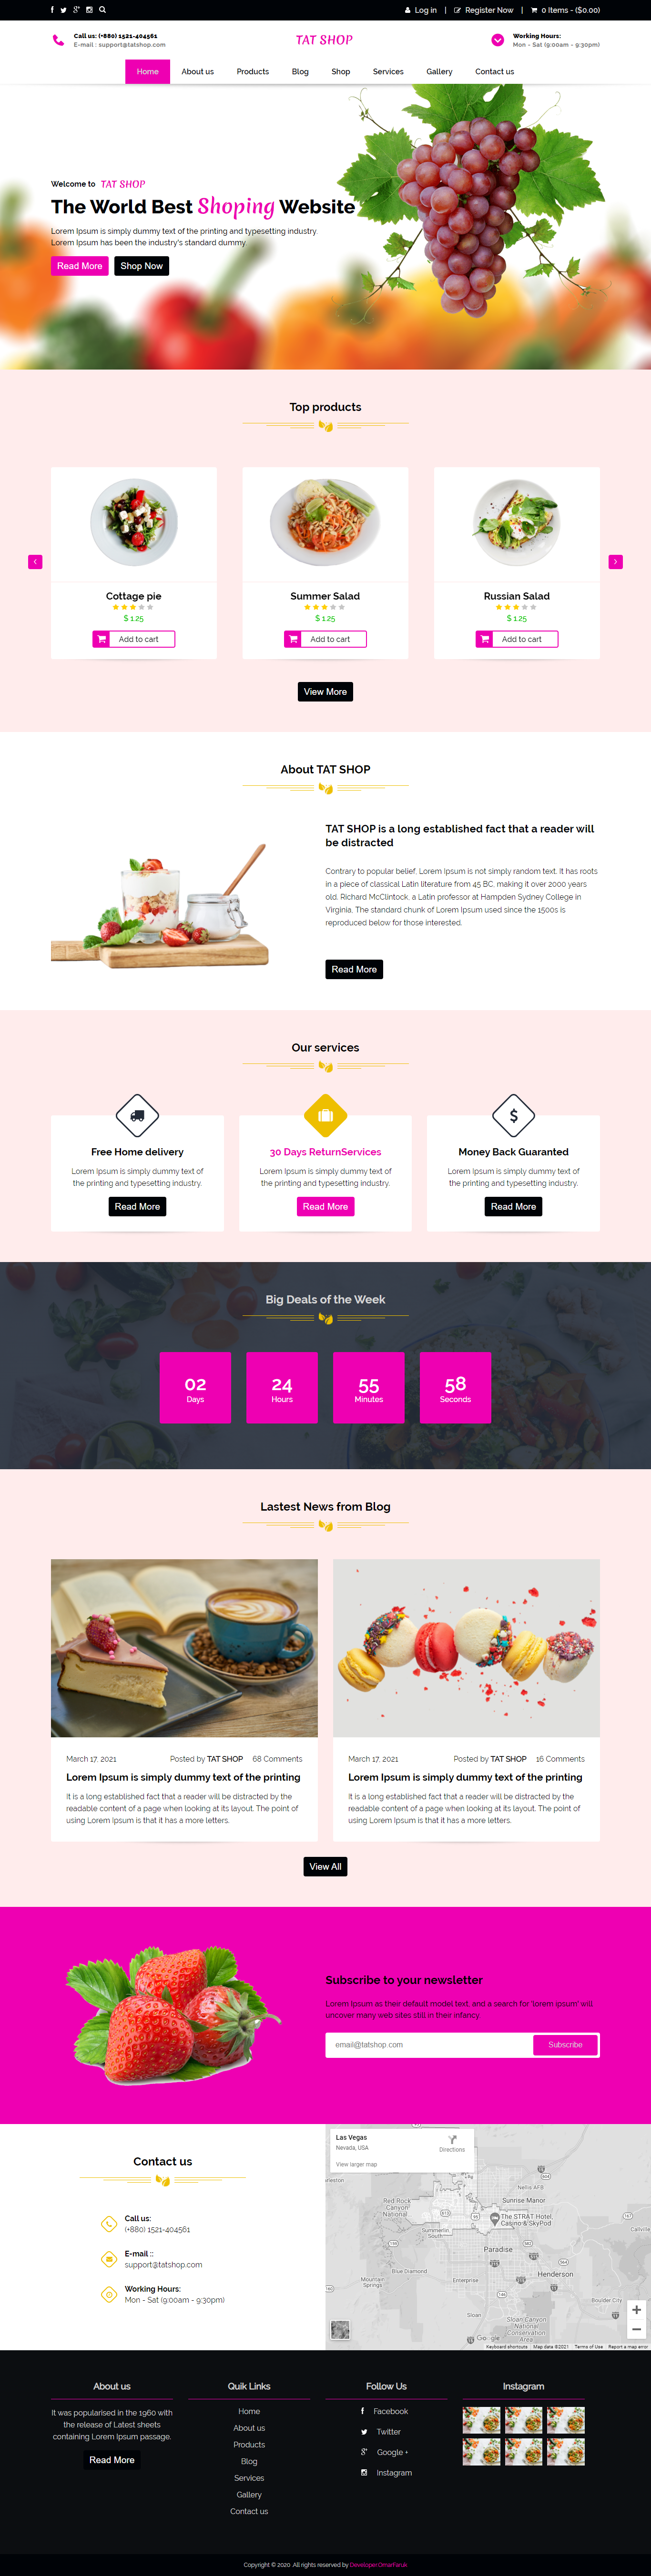 Log in | Register Now | 0 Items - ($0.00)
Call us: (+880) 1521-404561
E-mail : support@tatshop.com
TAT SHOP
Working Hours:
Mon - Sat (9:00am - 9:30pm)
Home About us Products Blog Shop Services Gallery Contact us
Welcome to TAT SHOP
The World Best Shoping Website
Lorem Ipsum is simply dummy text of the printing and typesetting industry.
Lorem Ipsum has been the industry's standard dummy.
Read More Shop Now
Top products
Cottage pie
$ 1.25
Add to cart
Summer Salad
$ 1.25
Add to cart
Russian Salad
$ 1.25
Add to cart
View More
About TAT SHOP
TAT SHOP is a long established fact that a reader will
be distracted
Contrary to popular belief, Lorem Ipsum is not simply random text. It has roots
in a piece of classical Latin literature from 45 BC, making it over 2000 years
old. Richard McClintock, a Latin professor at Hampden Sydney College in
Virginia, The standard chunk of Lorem Ipsum used since the 1500s is
reproduced below for those interested.
Read More
Our services
Free Home delivery
Lorem Ipsum is simply dummy text of
the printing and typesetting industry.
Read More
30 Days ReturnServices
Lorem Ipsum is simply dummy text of
the printing and typesetting industry.
Read More
$
Money Back Guaranted
Lorem Ipsum is simply dummy text of
the printing and typesetting industry.
Read More
Big Deals of the Week
02
Days
24
Hours
55
Minutes
58
Seconds
Lastest News from Blog
March 17, 2021 Posted by TAT SHOP 68 Comments
Lorem Ipsum is simply dummy text of the printing
It is a long established fact that a reader will be distracted by the
readable content of a page when looking at its layout. The point of
using Lorem Ipsum is that it has a more letters.
March 17, 2021 Posted by TAT SHOP 16 Comments
Lorem Ipsum is simply dummy text of the printing
It is a long established fact that a reader will be distracted by the
readable content of a page when looking at its layout. The point of
using Lorem Ipsum is that it has a more letters.
View All
Subscribe to your newsletter
Lorem Ipsum as their default model text, and a search for 'lorem ipsum' will
uncover many web sites still in their infancy
email@tatshop.com Subscribe
Contact us
Call us:
(+880) 1521-404561
E-mail ::
support@tatshop.com
Working Hours:
Mon - Sat (9:00am - 9:30pm)
Las Vegas
Nevada, USA
Directions
View larger map
Nellis AFB
Red Rock
Canyon
National
Sunrise Manor
The STRAT Hotel,
Casino & SkyPod
Summerlin
South
Paradise
Blue Diamond
Henderson
Mountain
Springs
Enterprise
Boulder City
Sloan
Sloan Canyon
National
Conservation
Area
Google
Keyboard shortcuts Map data ©2021 Terms of Use Report a map error
About us
It was popularised in the 1960 with
the release of Latest sheets
containing Lorem Ipsum passage.
Read More
Quik Links
Home
About us
Products
Blog
Services
Gallery
Contact us
Follow Us
Facebook
Twitter
Google +
Instagram
Instagram
Copyright © 2020. All rights reserved by DeveloperOmarFaruk